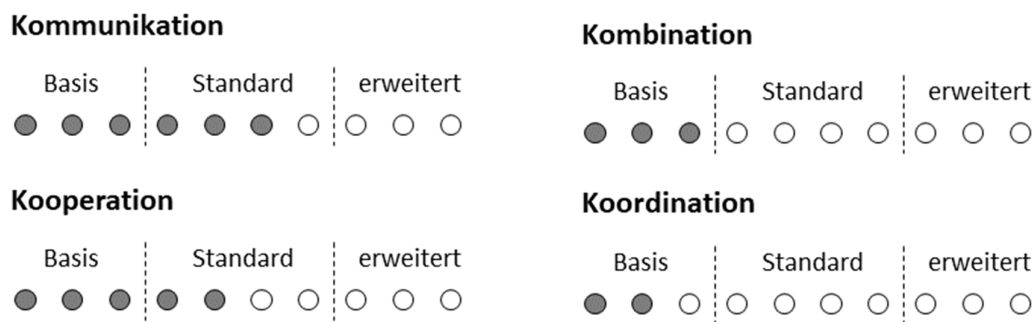 Kommunikation
Basis Standard erweitert
Kombination
Basis Standard erweitert
Kooperation
Basis Standard erweitert
Koordination
Basis Standard erweitert